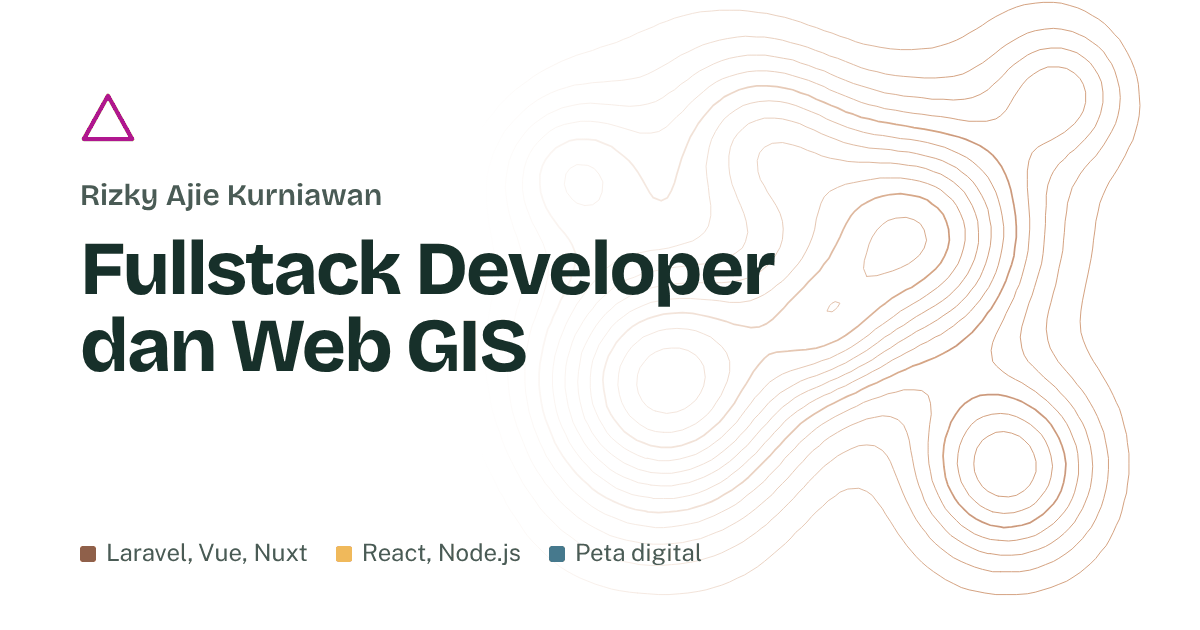 Rizky Ajie Kurniawan
Fullstack Developer
dan Web GIS
Laravel, Vue, Nuxt
React, Node.js
Peta digital